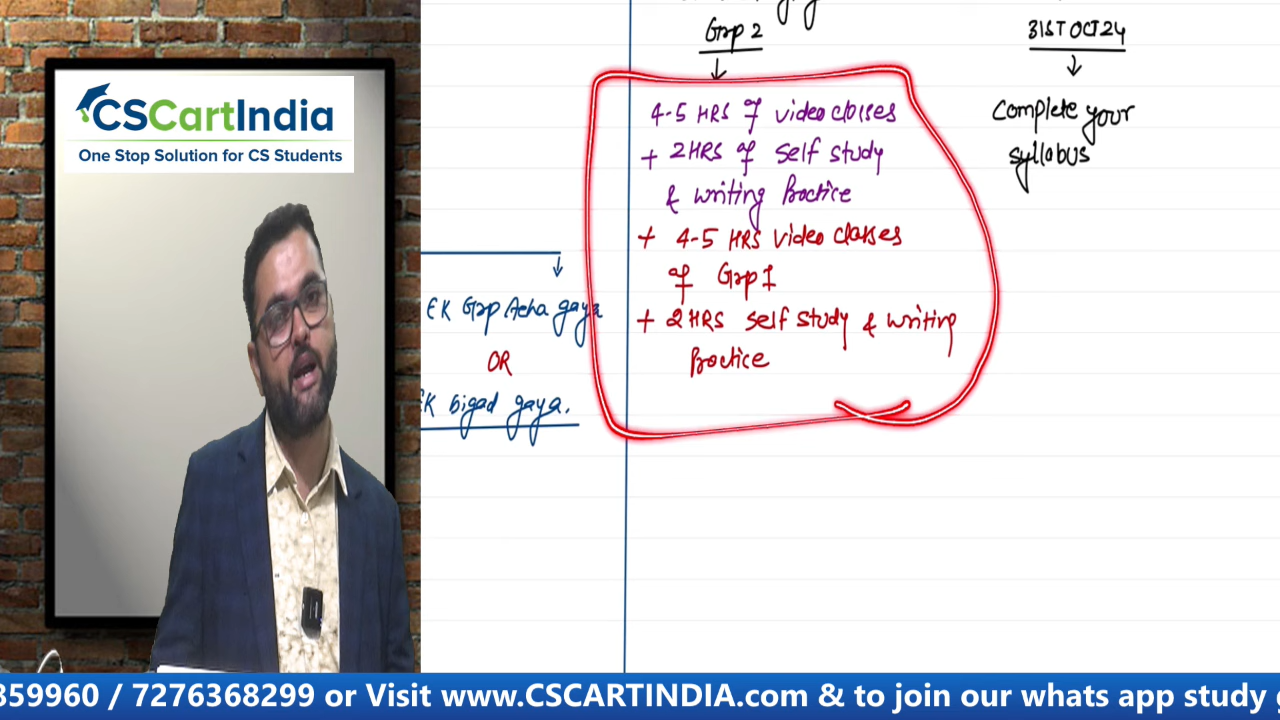 CSCartIndia
One Stop Solution for CS Students
Grp 2
4-5 HRS of video classes
+ 2HRS of self study
& writing Practice
+ 4-5 HRS video classes
of Grp I
+ 2HRS self study & writing
Practice
31ST OCT 24
Complete your
syllabus
EK Grp Acha gaya
OR
EK bigad gaya.
859960 / 7276368299 or Visit www.CSCARTINDIA.com & to join our whats app study